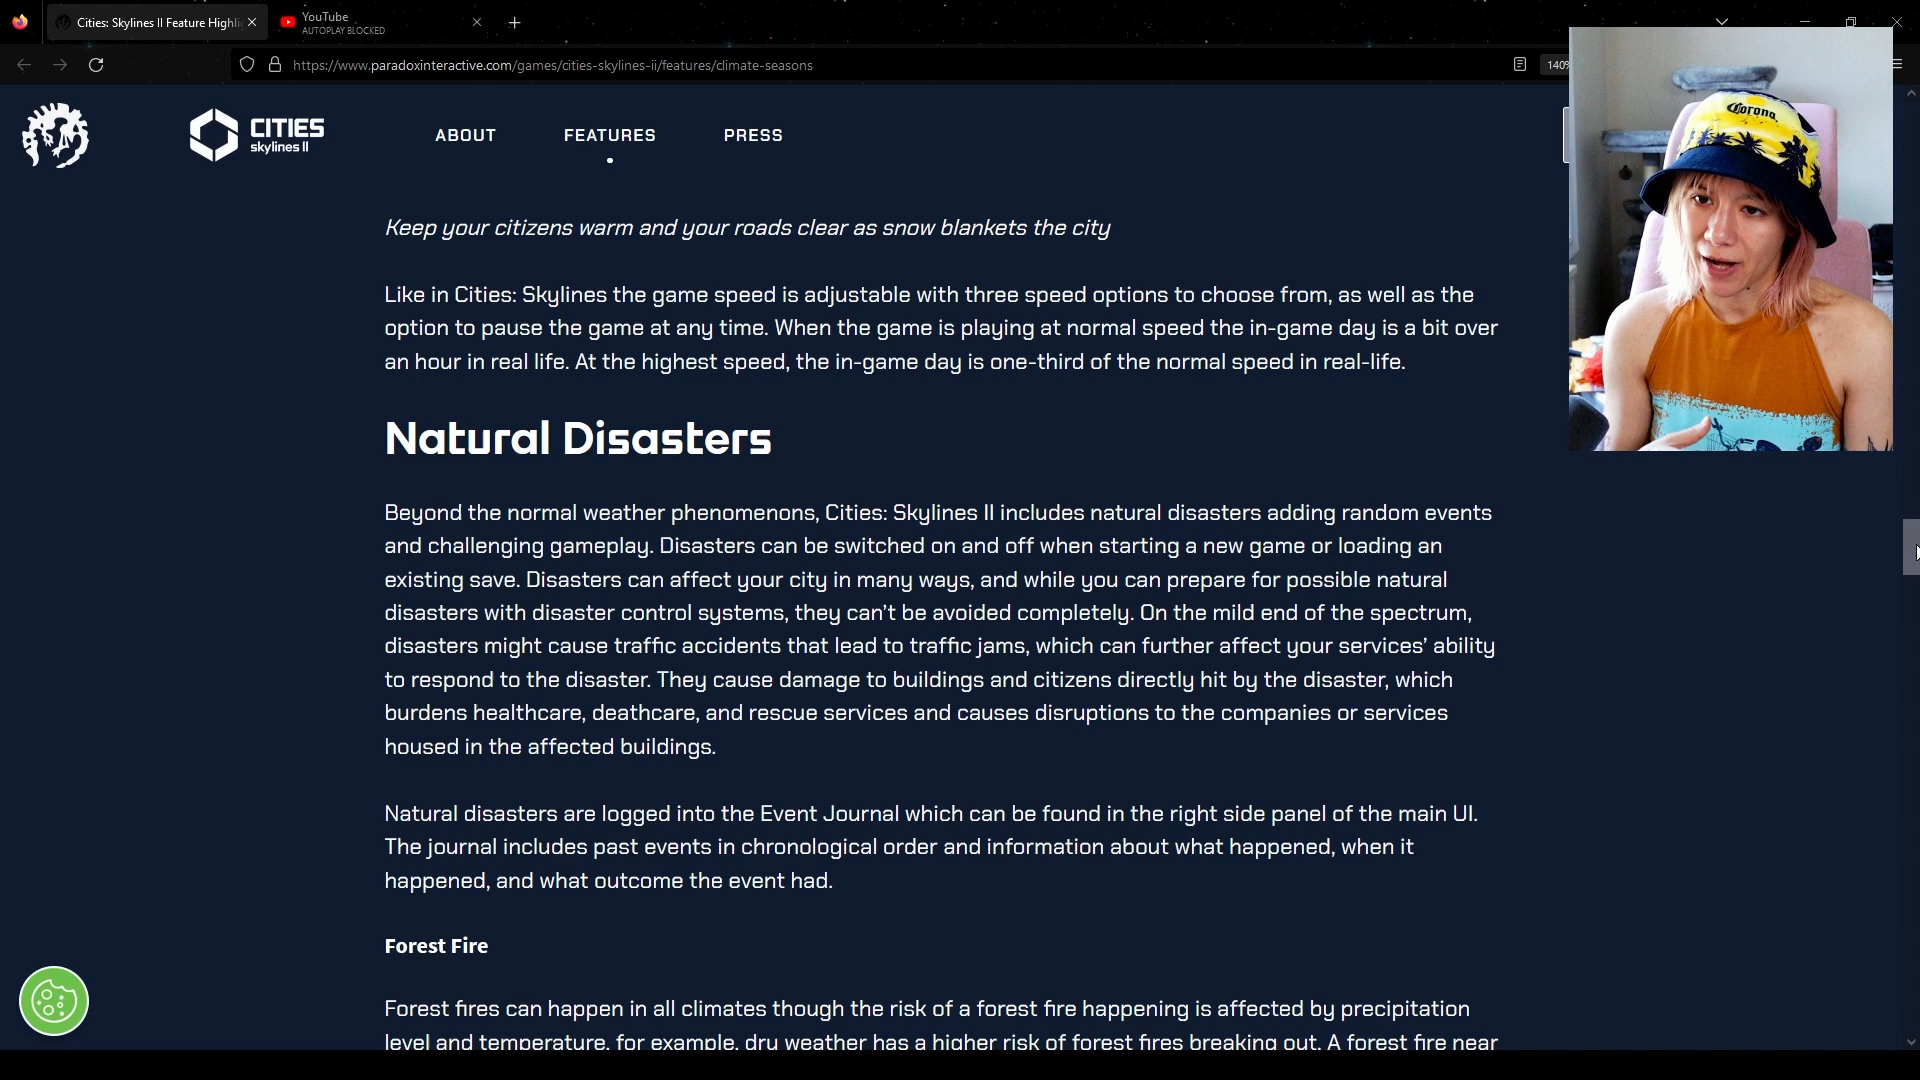 Cities: Skylines II Feature Highli
YouTube
AUTOPLAY BLOCKED
https://www.paradoxinteractive.com/games/cities-skylines-ii/features/climate-seasons
140%
CITIES
skylines II
ABOUT
FEATURES
PRESS
Corona
Keep your citizens warm and your roads clear as snow blankets the city
Like in Cities: Skylines the game speed is adjustable with three speed options to choose from, as well as the
option to pause the game at any time. When the game is playing at normal speed the in-game day is a bit over
an hour in real life. At the highest speed, the in-game day is one-third of the normal speed in real-life.
Natural Disasters
Beyond the normal weather phenomenons, Cities: Skylines II includes natural disasters adding random events
and challenging gameplay. Disasters can be switched on and off when starting a new game or loading an
existing save. Disasters can affect your city in many ways, and while you can prepare for possible natural
disasters with disaster control systems, they can’t be avoided completely. On the mild end of the spectrum,
disasters might cause traffic accidents that lead to traffic jams, which can further affect your services’ ability
to respond to the disaster. They cause damage to buildings and citizens directly hit by the disaster, which
burdens healthcare, deathcare, and rescue services and causes disruptions to the companies or services
housed in the affected buildings.
Natural disasters are logged into the Event Journal which can be found in the right side panel of the main UI.
The journal includes past events in chronological order and information about what happened, when it
happened, and what outcome the event had.
Forest Fire
Forest fires can happen in all climates though the risk of a forest fire happening is affected by precipitation
level and temperature, for example, dry weather has a higher risk of forest fires breaking out. A forest fire near